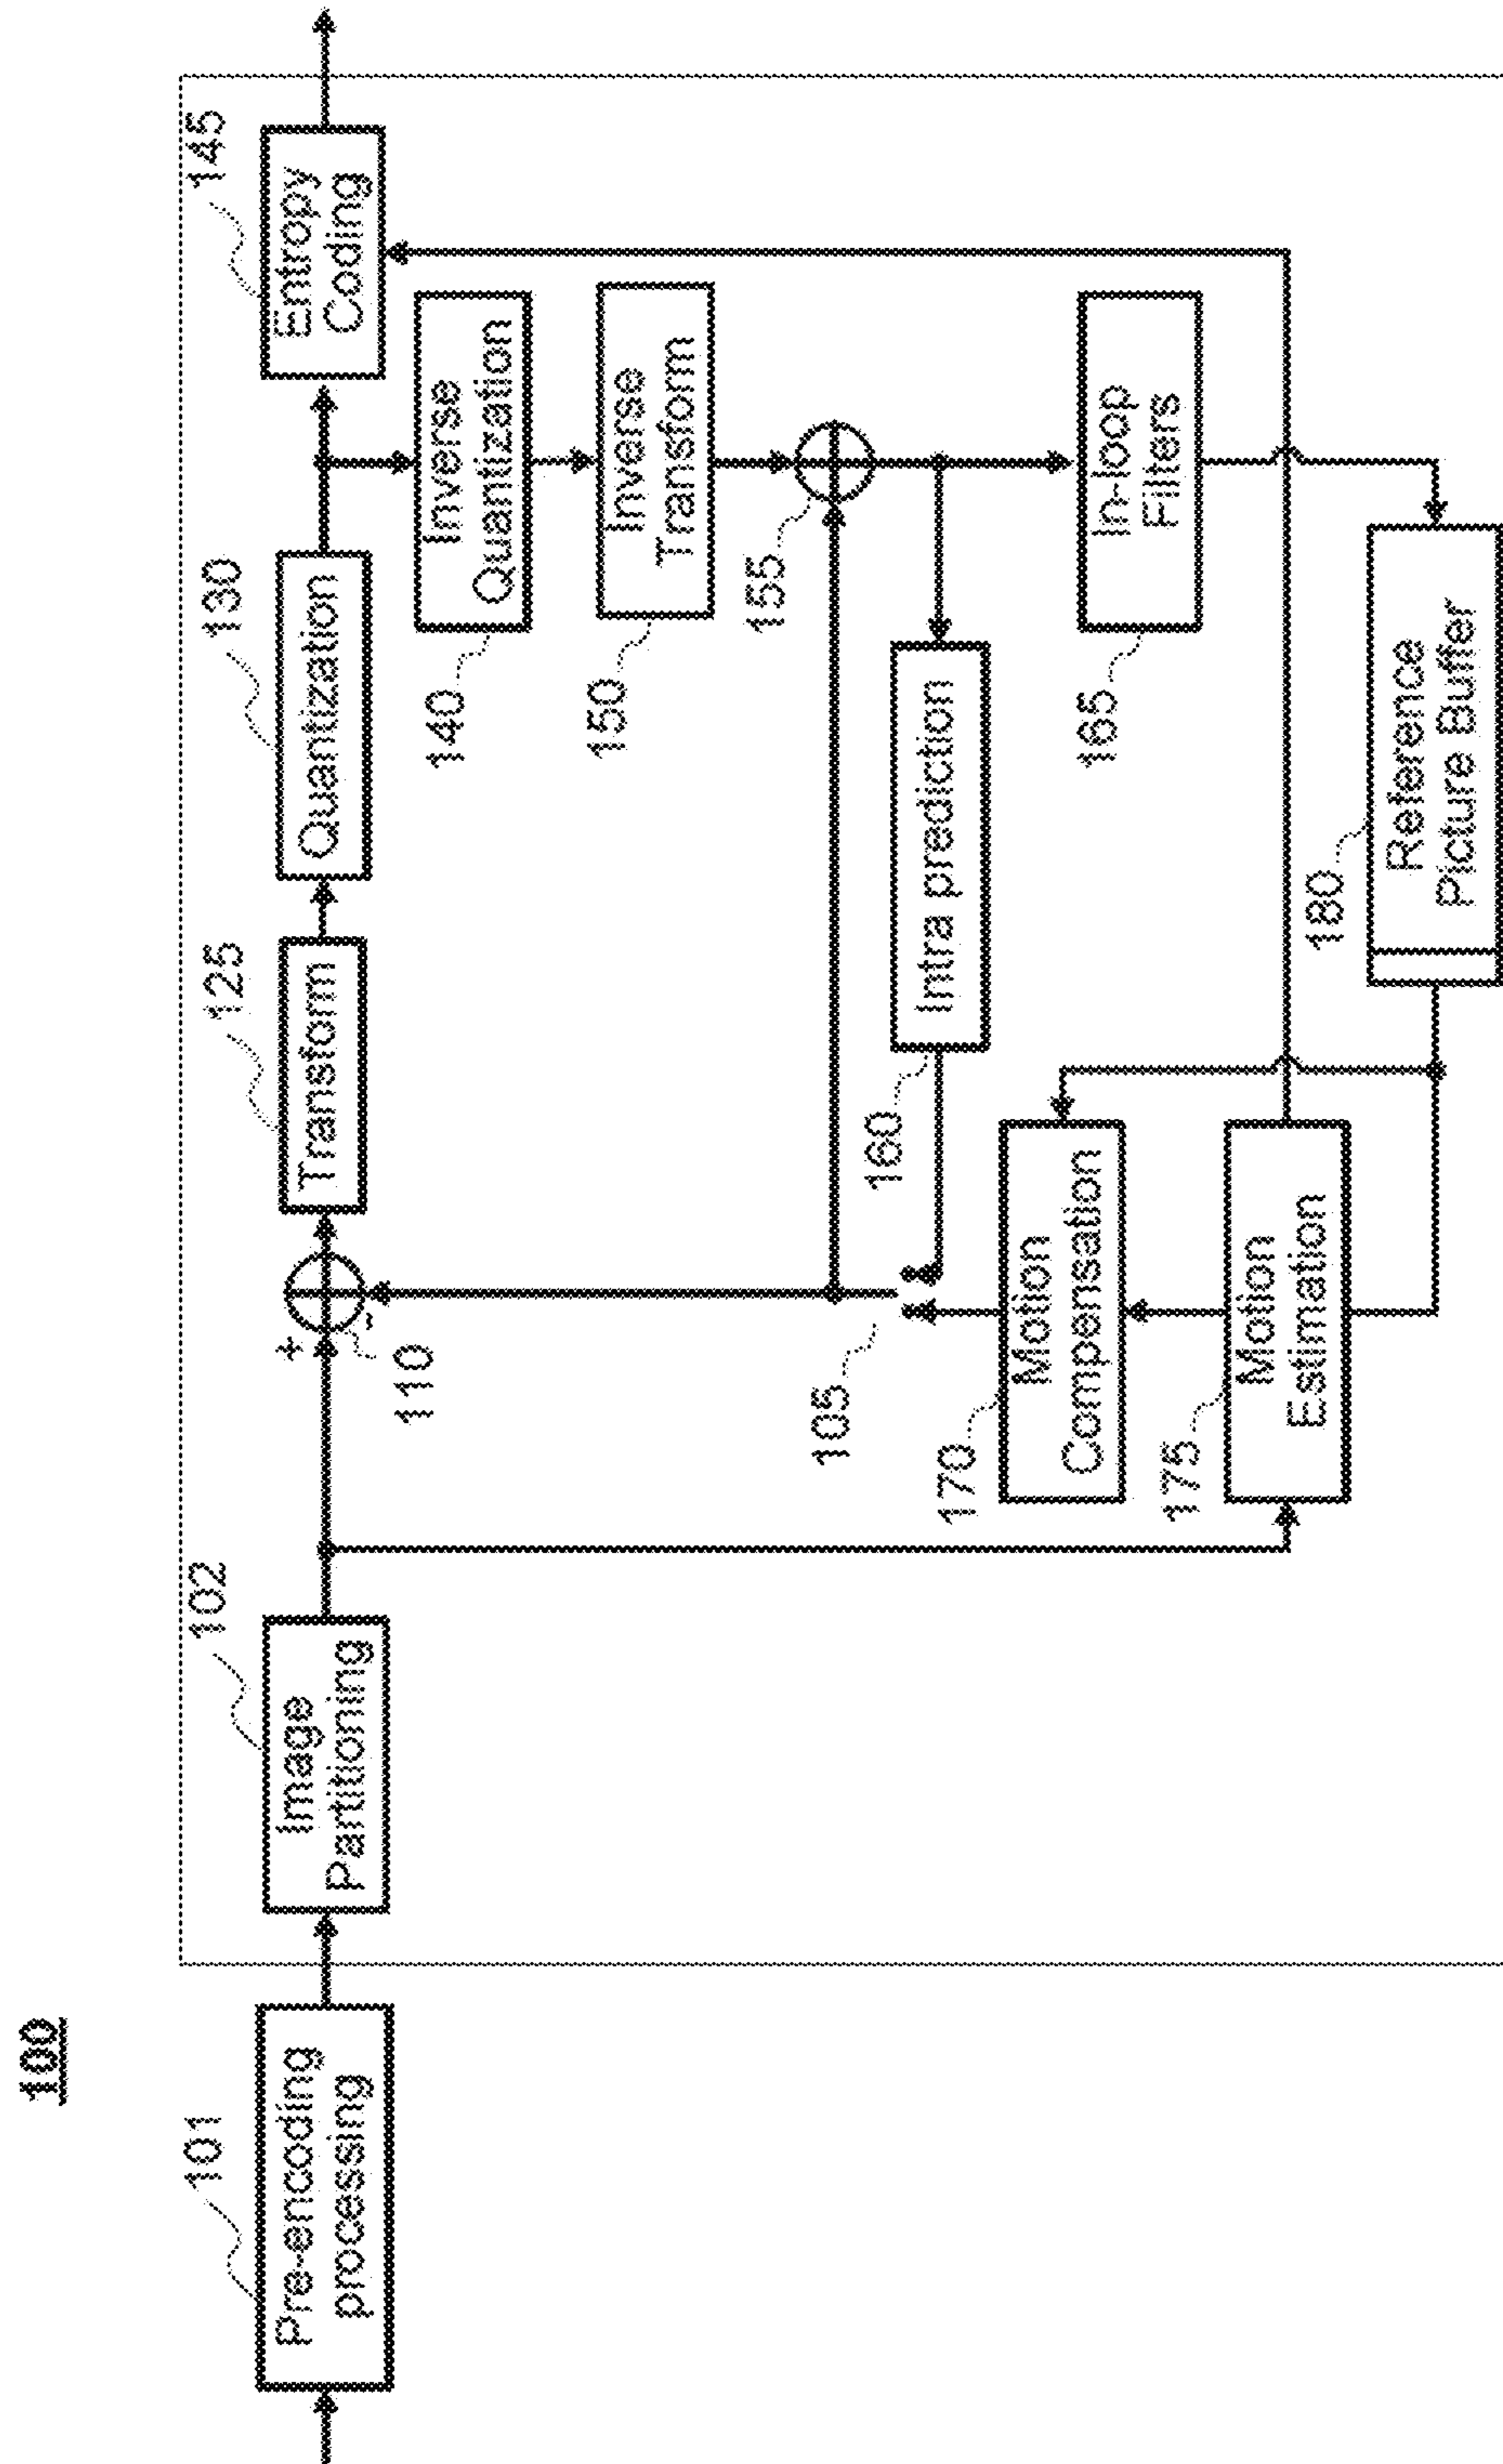 100
101
Pre-encoding
processing
102
Image
Partitioning
+
-
110
125
Transform
130
Quantization
145
Entropy
Coding
140
Inverse
Quantization
150
Inverse
Transform
155
105
160
Intra prediction
165
In-loop
Filters
170
Motion
Compensation
175
Motion
Estimation
180
Reference
Picture Buffer